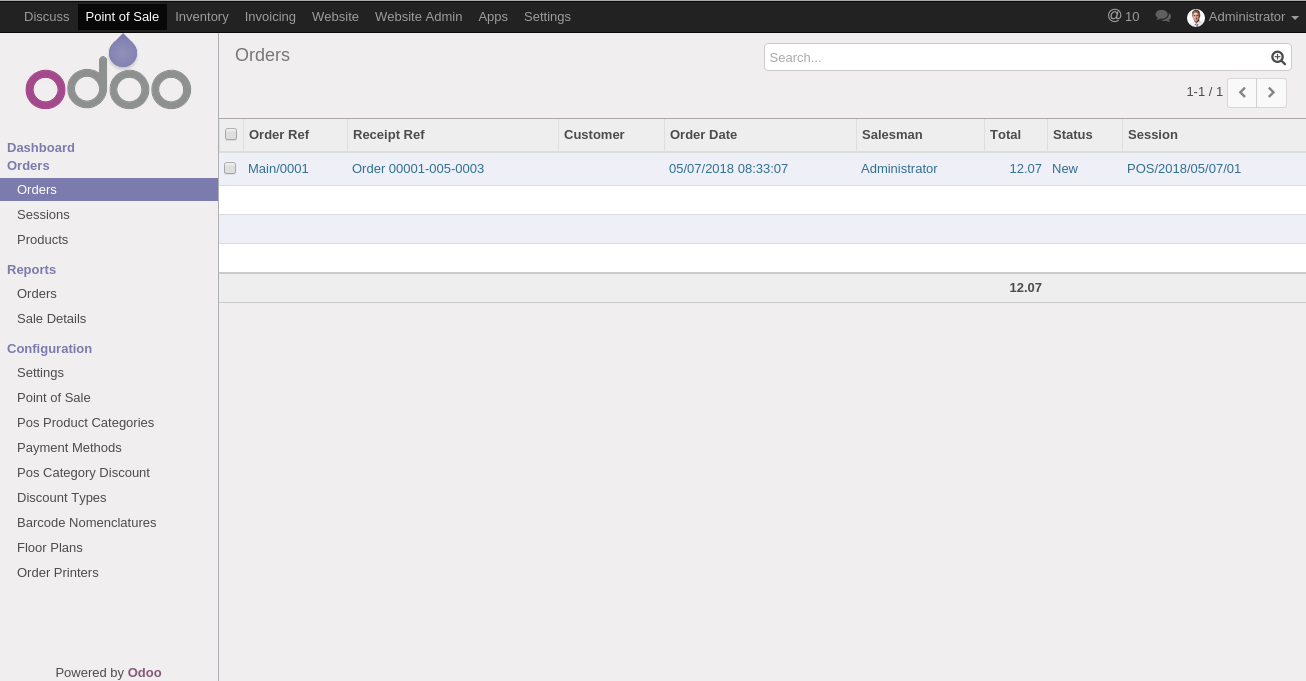 Discuss Point of Sale Inventory Invoicing Website Website Admin Apps Settings @ 10 Administrator
odoo
Dashboard
Orders
Orders
Sessions
Products
Reports
Orders
Sale Details
Configuration
Settings
Point of Sale
Pos Product Categories
Payment Methods
Pos Category Discount
Discount Types
Barcode Nomenclatures
Floor Plans
Order Printers
Powered by Odoo
Orders
Search...
1-1 / 1
Order Ref Receipt Ref Customer Order Date Salesman Total Status Session
Main/0001 Order 00001-005-0003 05/07/2018 08:33:07 Administrator 12.07 New POS/2018/05/07/01
12.07